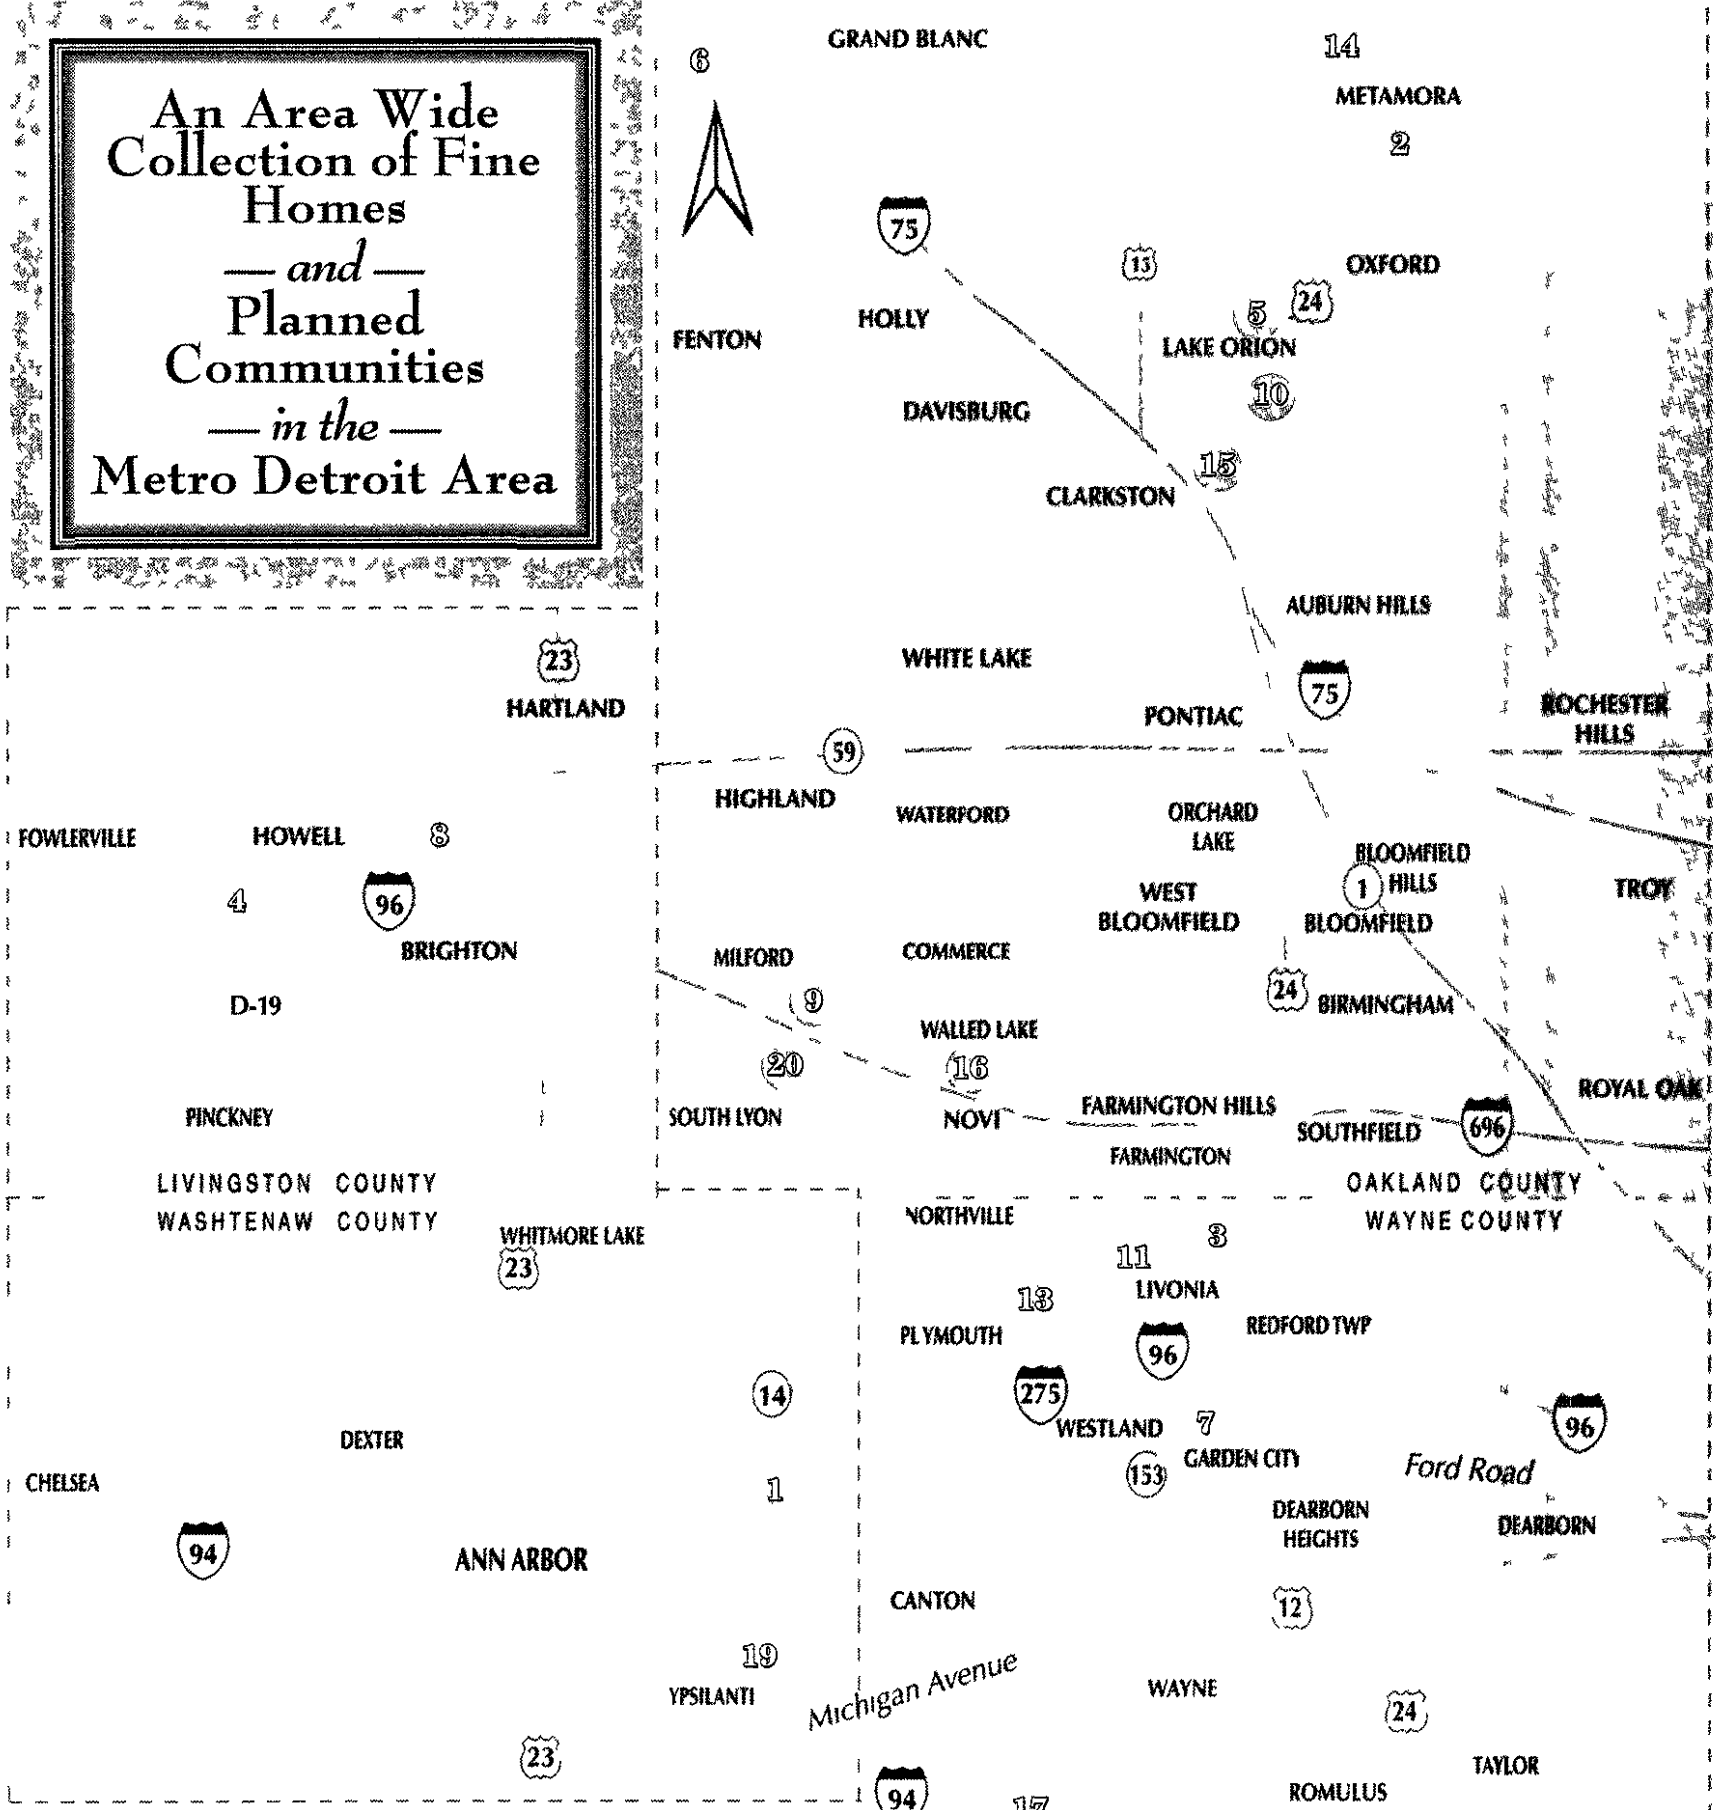 An Area Wide
Collection of Fine
Homes
— and —
Planned
Communities
— in the —
Metro Detroit Area
6
GRAND BLANC
14
METAMORA
2
75
15
OXFORD
24
5
HOLLY
FENTON
LAKE ORION
10
DAVISBURG
15
CLARKSTON
AUBURN HILLS
23
WHITE LAKE
75
HARTLAND
PONTIAC
ROCHESTER
HILLS
59
HIGHLAND
WATERFORD
ORCHARD
LAKE
FOWLERVILLE
HOWELL
8
BLOOMFIELD
HILLS
1
4
96
WEST
BLOOMFIELD
TROY
BLOOMFIELD
BRIGHTON
MILFORD
COMMERCE
D-19
9
24
BIRMINGHAM
WALLED LAKE
20
16
ROYAL OAK
PINCKNEY
SOUTH LYON
NOVI
FARMINGTON HILLS
SOUTHFIELD
696
FARMINGTON
LIVINGSTON COUNTY
OAKLAND COUNTY
WASHTENAW COUNTY
WAYNE COUNTY
NORTHVILLE
WHITMORE LAKE
23
3
11
LIVONIA
13
PLYMOUTH
REDFORD TWP
96
275
14
WESTLAND
7
96
DEXTER
GARDEN CITY
153
Ford Road
CHELSEA
1
DEARBORN
HEIGHTS
DEARBORN
94
ANN ARBOR
CANTON
12
19
YPSILANTI
Michigan Avenue
WAYNE
24
23
TAYLOR
94
17
ROMULUS